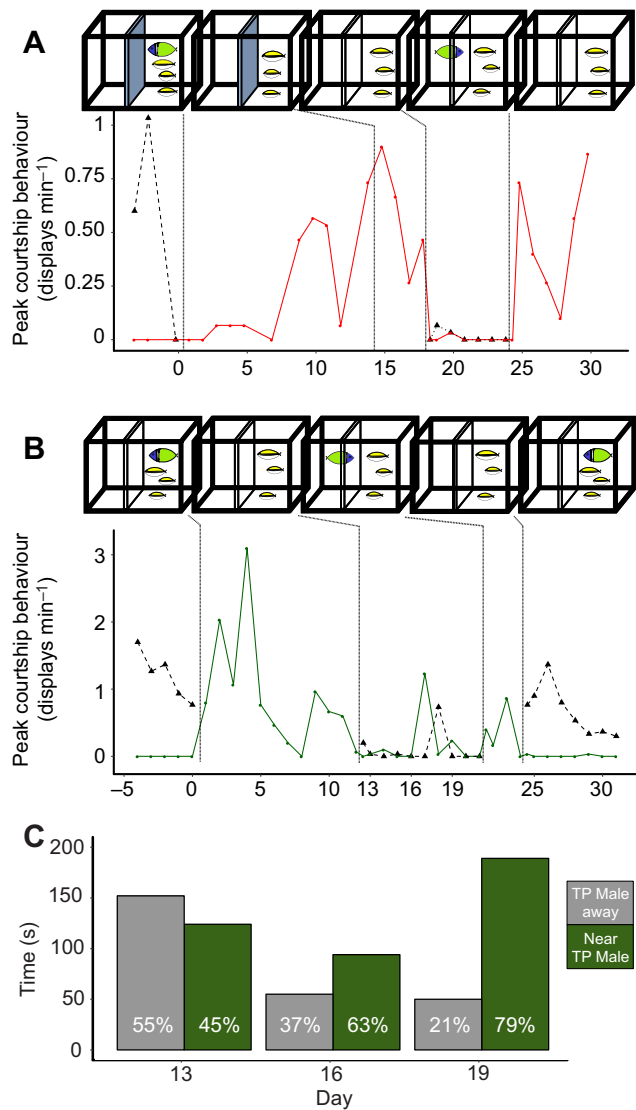 A
Peak courtship behaviour
(displays min⁻¹)
1
0.75
0.50
0.25
0
0 5 10 15 20 25 30
B
Peak courtship behaviour
(displays min⁻¹)
3
2
1
0
–5 0 5 10 13 16 19 25 30
C
Time (s)
200
150
100
50
0
55% 45% 37% 63% 21% 79%
13 16 19
Day
TP Male
away
Near
TP Male